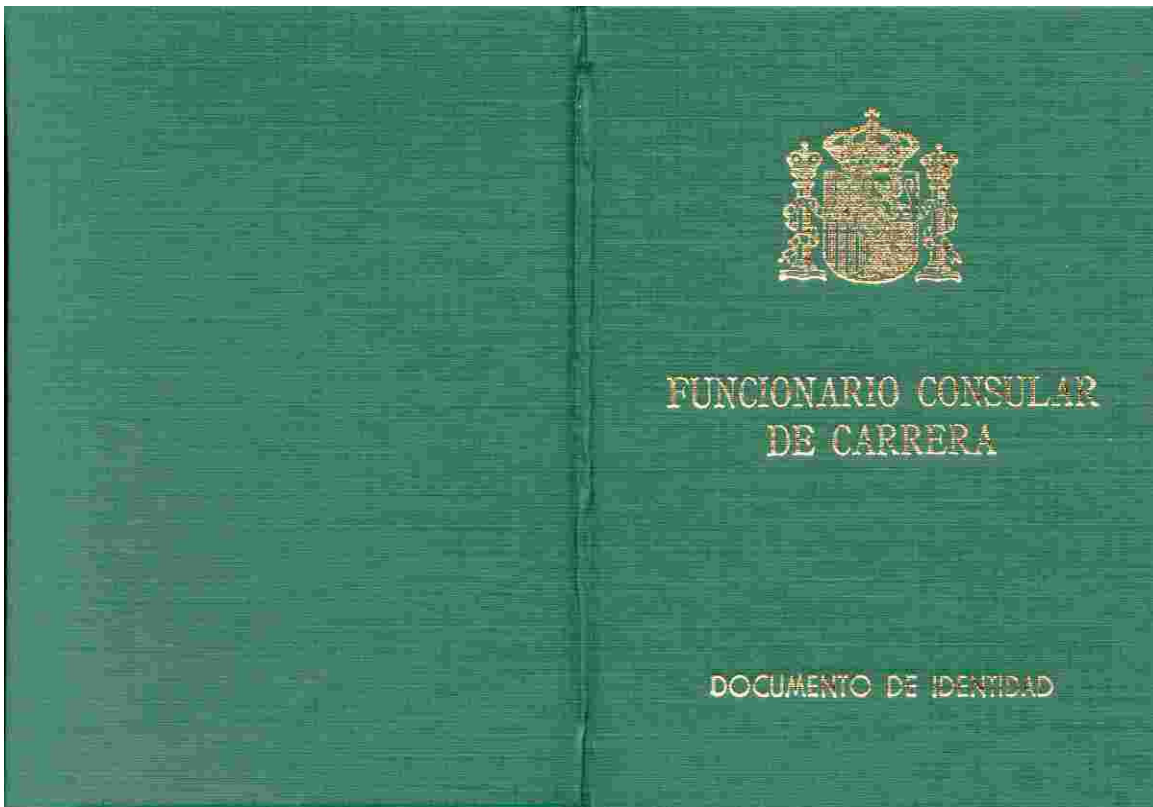 FUNCIONARIO CONSULAR
DE CARRERA
DOCUMENTO DE IDENTIDAD